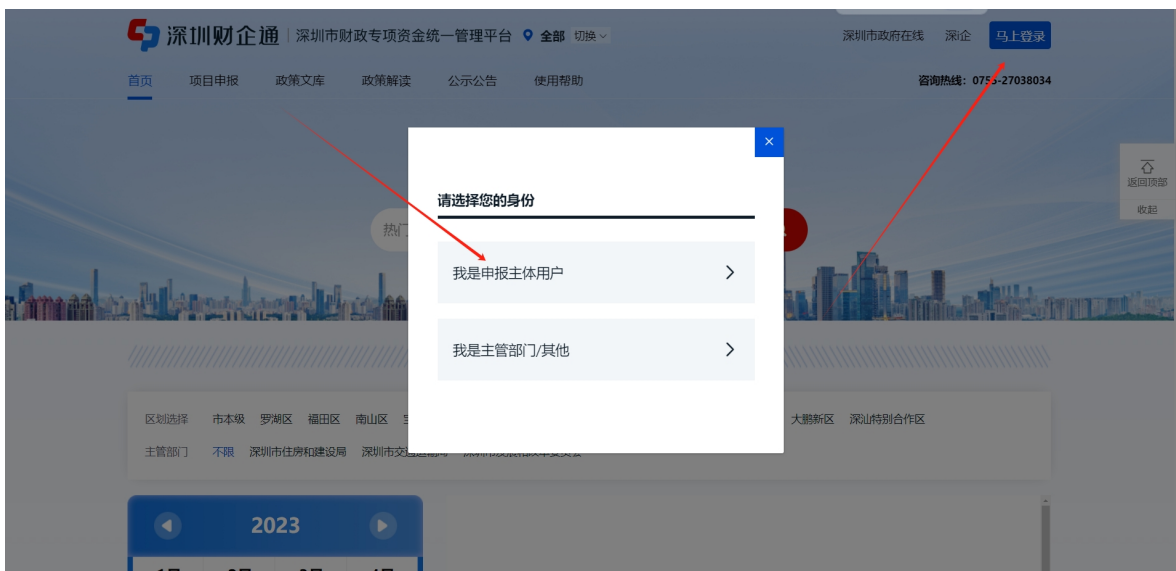 深圳财企通 深圳市财政专项资金统一管理平台 全部 切换 深圳市政府在线 深i企 马上登录
首页 项目申报 政策文库 政策解读 公示公告 使用帮助 咨询热线：0755-27038034
×
返回顶部
请选择您的身份
收起
热门
我是申报主体用户
我是主管部门/其他
区划选择 市本级 罗湖区 福田区 南山区 大鹏新区 深汕特别合作区
主管部门 不限 深圳市住房和建设局
2023